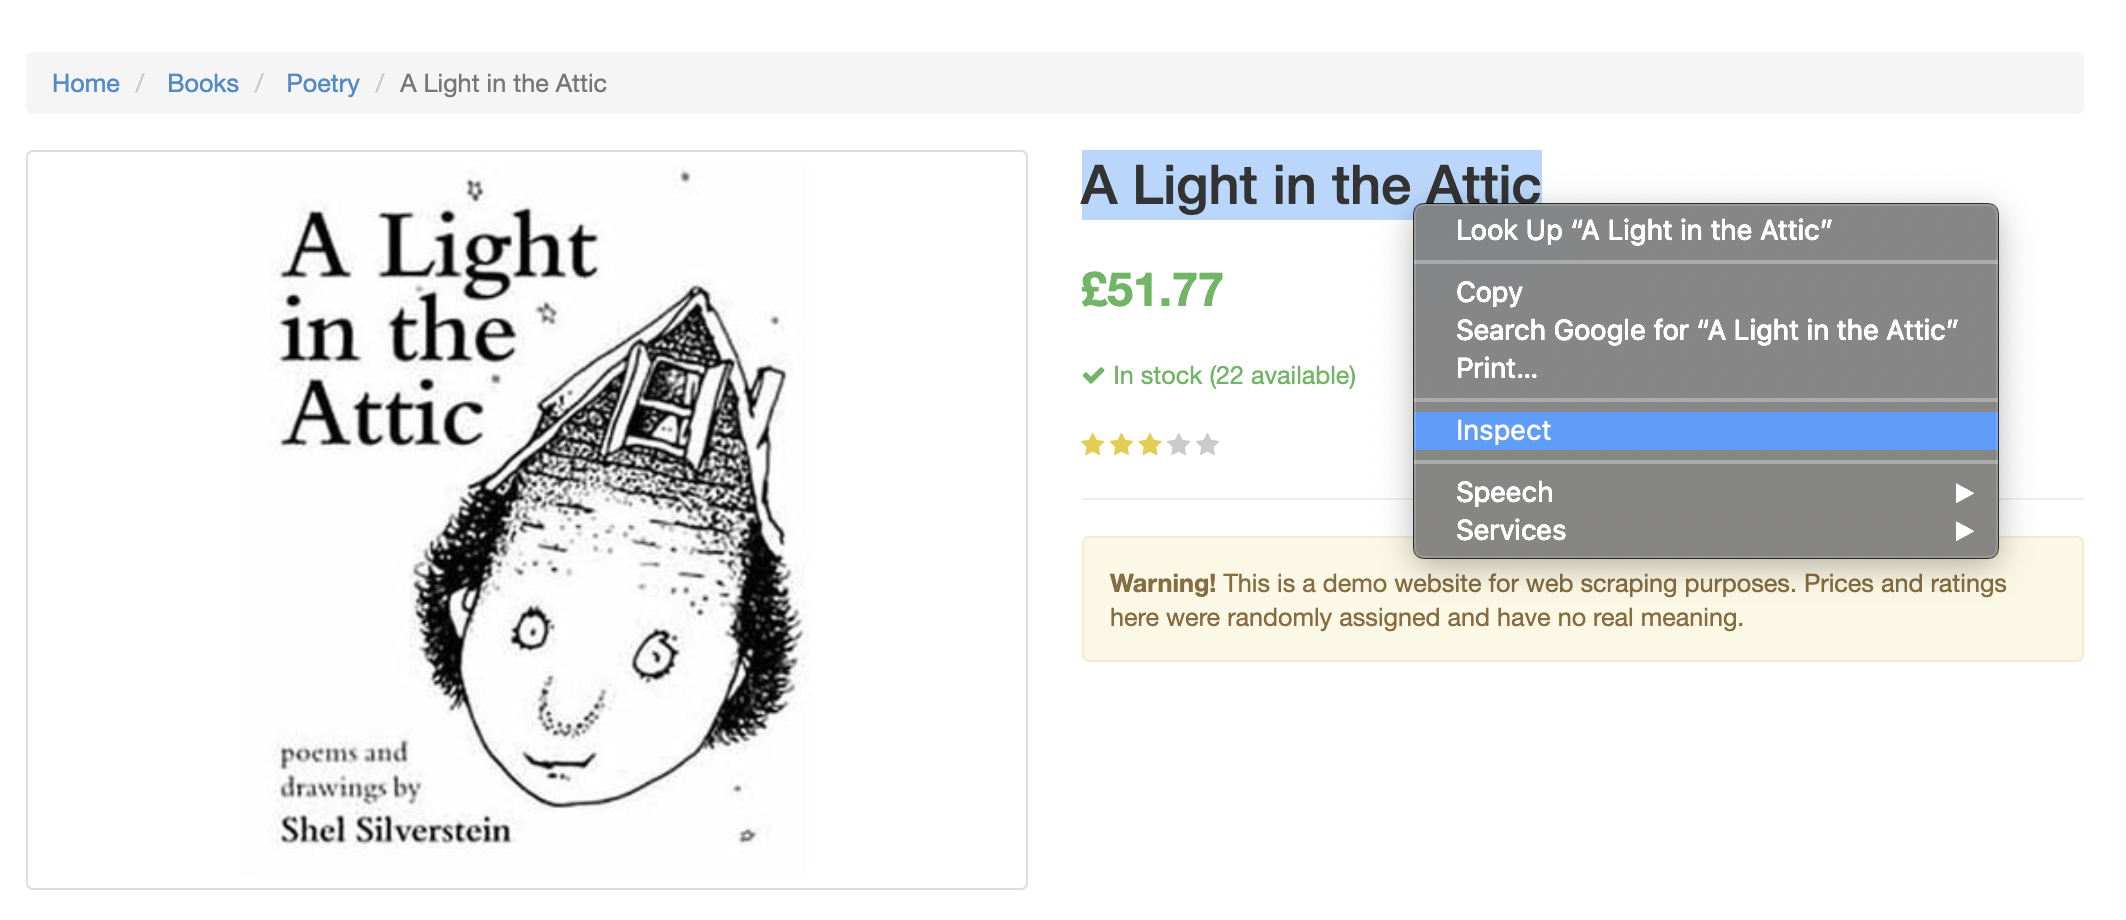 Home / Books / Poetry / A Light in the Attic
A Light
in the
Attic
poems and
drawings by
Shel Silverstein
A Light in the Attic
£51.77
In stock (22 available)
Look Up “A Light in the Attic”
Copy
Search Google for “A Light in the Attic”
Print...
Inspect
Speech
Services
Warning! This is a demo website for web scraping purposes. Prices and ratings
here were randomly assigned and have no real meaning.